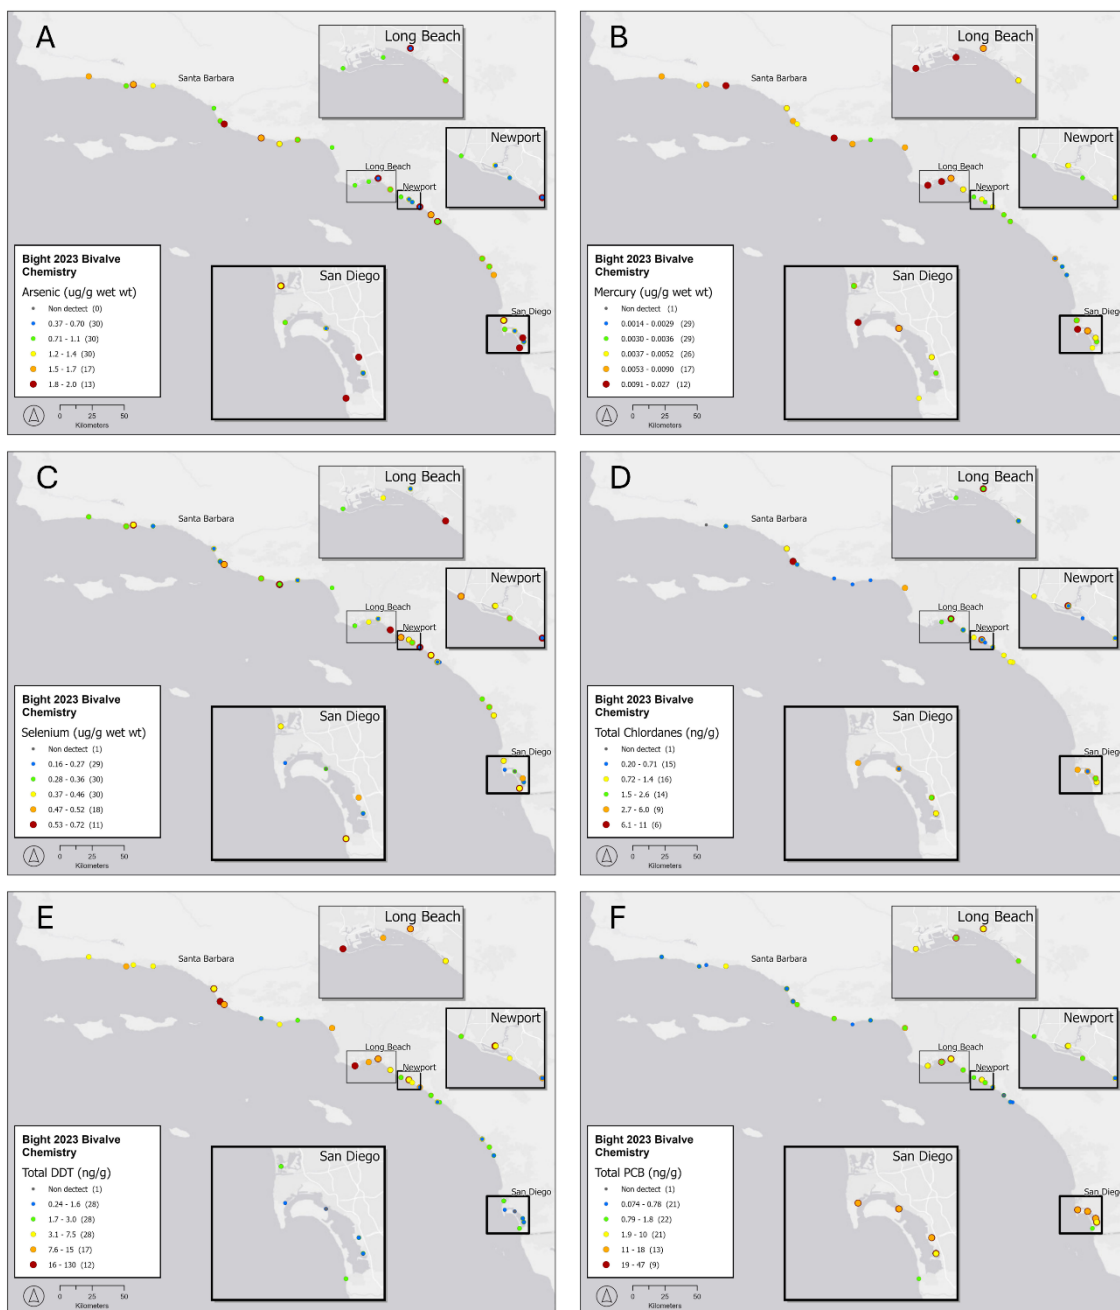 A
Long Beach
Santa Barbara
Newport
Long Beach
Newport
San Diego
San Diego
Bight 2023 Bivalve
Chemistry
Arsenic (ug/g wet wt)
Non dectect (0)
0.37 - 0.70 (30)
0.71 - 1.1 (30)
1.2 - 1.4 (30)
1.5 - 1.7 (17)
1.8 - 2.0 (13)
0 25 50
Kilometers
B
Long Beach
Santa Barbara
Newport
Long Beach
Newport
San Diego
San Diego
Bight 2023 Bivalve
Chemistry
Mercury (ug/g wet wt)
Non dectect (1)
0.0014 - 0.0029 (29)
0.0030 - 0.0036 (29)
0.0037 - 0.0052 (26)
0.0053 - 0.0090 (17)
0.0091 - 0.027 (12)
0 25 50
Kilometers
C
Long Beach
Santa Barbara
Newport
Long Beach
Newport
San Diego
San Diego
Bight 2023 Bivalve
Chemistry
Selenium (ug/g wet wt)
Non dectect (1)
0.16 - 0.27 (29)
0.28 - 0.36 (30)
0.37 - 0.46 (30)
0.47 - 0.52 (18)
0.53 - 0.72 (11)
0 25 50
Kilometers
D
Long Beach
Santa Barbara
Newport
Long Beach
Newport
San Diego
San Diego
Bight 2023 Bivalve
Chemistry
Total Chlordanes (ng/g)
Non dectect (1)
0.20 - 0.71 (15)
0.72 - 1.4 (16)
1.5 - 2.6 (14)
2.7 - 6.0 (9)
6.1 - 11 (6)
0 25 50
Kilometers
E
Long Beach
Santa Barbara
Newport
Long Beach
Newport
San Diego
San Diego
Bight 2023 Bivalve
Chemistry
Total DDT (ng/g)
Non dectect (1)
0.24 - 1.6 (28)
1.7 - 3.0 (28)
3.1 - 7.5 (28)
7.6 - 15 (17)
16 - 130 (12)
0 25 50
Kilometers
F
Long Beach
Santa Barbara
Newport
Long Beach
Newport
San Diego
San Diego
Bight 2023 Bivalve
Chemistry
Total PCB (ng/g)
Non dectect (1)
0.074 - 0.78 (21)
0.79 - 1.8 (22)
1.9 - 10 (21)
11 - 18 (13)
19 - 47 (9)
0 25 50
Kilometers